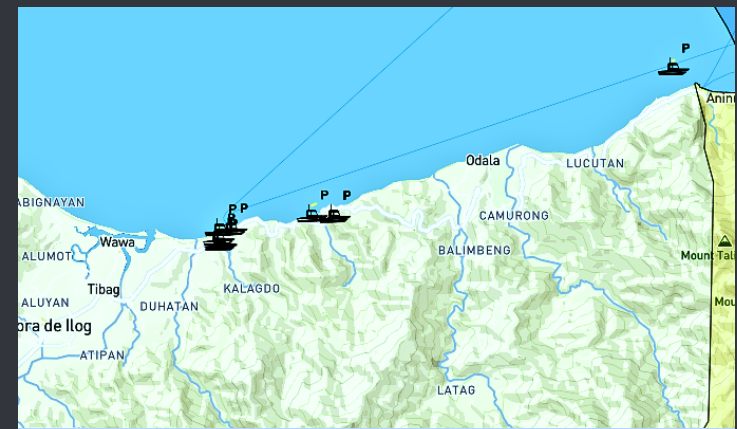 P
Anin
Odala
LUCUTAN
P
P
ABIGNAYAN
P
P
P
CAMURONG
Wawa
ALUMOT
BALIMBENG
Mount Tal
Tibag
KALAGDO
ALUYAN
DUHATAN
Mou
ora de Ilog
ATIPAN
LATAG